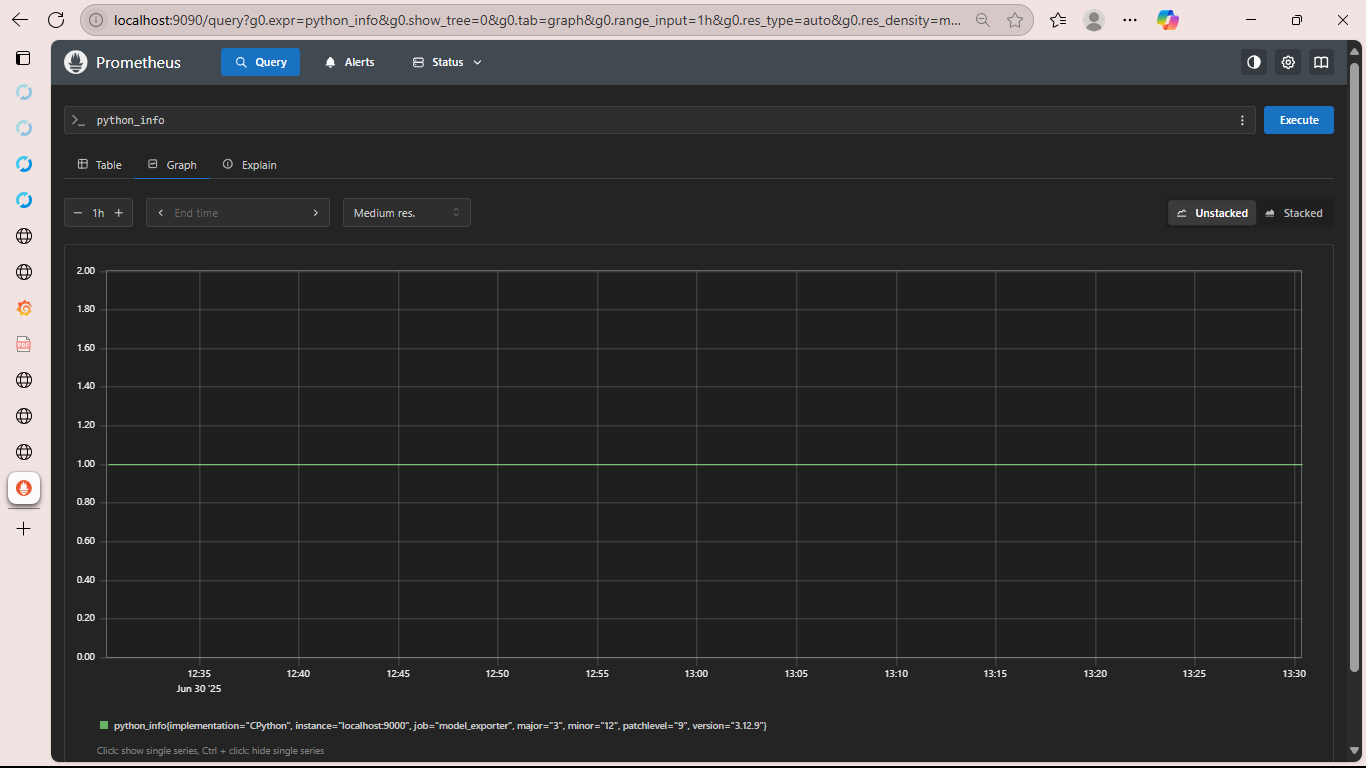 localhost:9090/query?g0.expr=python_info&g0.show_tree=0&g0.tab=graph&g0.range_input=1h&g0.res_type=auto&g0.res_density=m...
Prometheus Query Alerts Status
>_ python_info Execute
Table Graph Explain
− 1h + End time Medium res. Unstacked Stacked
2.00
1.80
1.60
1.40
1.20
1.00
0.80
0.60
0.40
0.20
0.00
12:35 12:40 12:45 12:50 12:55 13:00 13:05 13:10 13:15 13:20 13:25 13:30
Jun 30 '25
python_info{implementation="CPython", instance="localhost:9000", job="model_exporter", major="3", minor="12", patchlevel="9", version="3.12.9"}
Click: show single series, Ctrl + click: hide single series